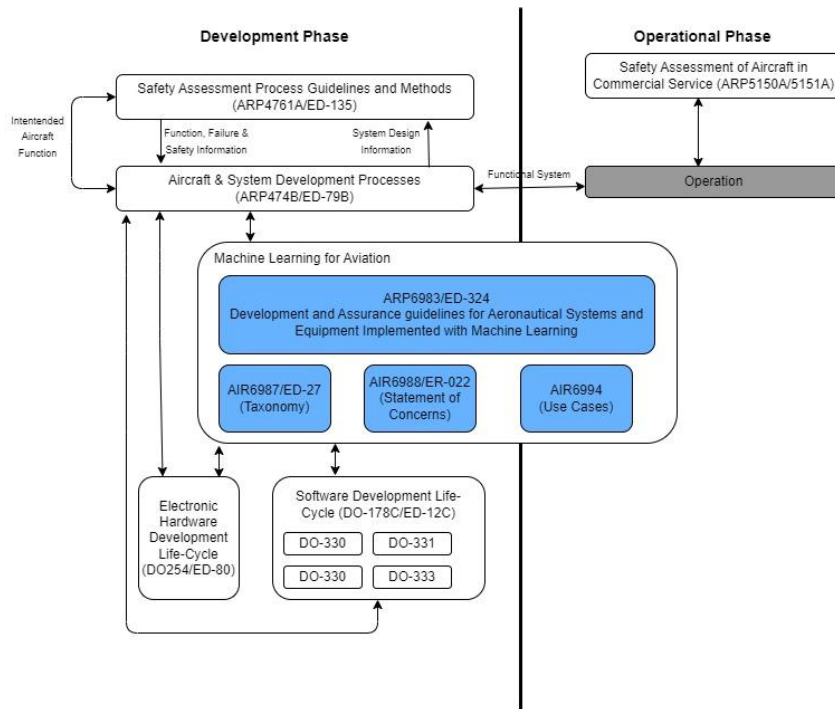 Development Phase
Operational Phase
Safety Assessment Process Guidelines and Methods
(ARP4761A/ED-135)
Safety Assessment of Aircraft in
Commercial Service (ARP5150A/5151A)
Intentended
Aircraft
Function
Function, Failure &
Safety Information
System Design
Information
Aircraft & System Development Processes
(ARP474B/ED-79B)
Functional System
Operation
Machine Learning for Aviation
ARP6983/ED-324
Development and Assurance guidelines for Aeronautical Systems and
Equipment Implemented with Machine Learning
AIR6987/ED-27
(Taxonomy)
AIR6988/ER-022
(Statement of
Concerns)
AIR6994
(Use Cases)
Electronic
Hardware
Development
Life-Cycle
(DO254/ED-80)
Software Development Life-
Cycle (DO-178C/ED-12C)
DO-330
DO-331
DO-330
DO-333